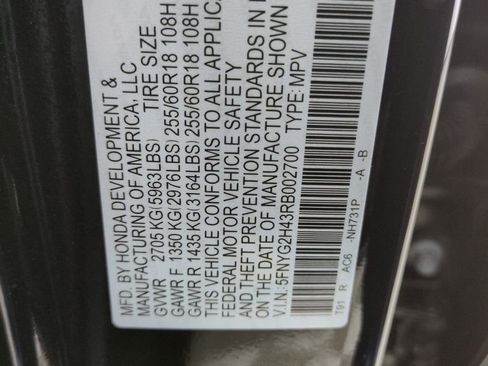 MFD. BY HONDA DEVELOPMENT &
MANUFACTURING OF AMERICA, LLC
TIRE SIZE
GVWR 2705 KG(5963LBS)
GAWR F 1350 KG(2976LBS) 255/60R18 108H
GAWR R 1435 KG(3164LBS) 255/60R18 108H
THIS VEHICLE CONFORMS TO ALL APPLIC
FEDERAL MOTOR VEHICLE SAFETY
AND THEFT PREVENTION STANDARDS IN
ON THE DATE OF MANUFACTURE SHOWN
V.I.N.: 5FNYG2H43RB002700 TYPE: MPV
T91 R AC6 -NH731P -A -B